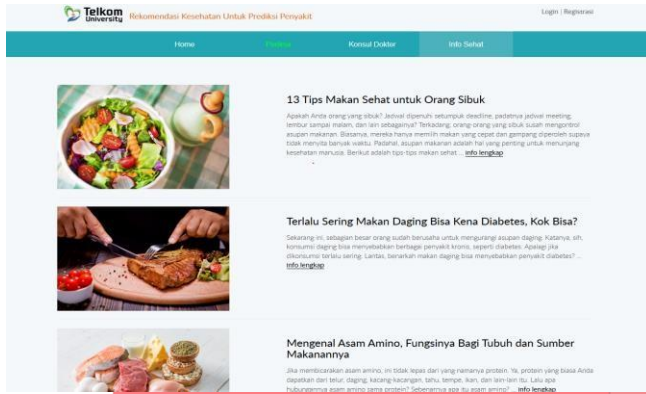 Telkom
University
Rekomendasi Kesehatan Untuk Prediksi Penyakit
Login | Registrasi
Home
Konsul Dokter
Info Sehat
13 Tips Makan Sehat untuk Orang Sibuk
Apakah Anda orang yang sibuk? Jadwal dipenuhi setumpuk deadline, padatnya jadwal meeting,
lembur sampai malam, dan lain sebagainya? Terkadang, orang-orang yang sibuk susah mengontrol
asupan makanan. Biasanya, mereka hanya memilih makan yang cepat dan gampang diperoleh supaya
tidak menyita banyak waktu. Padahal, asupan makanan adalah hal yang penting untuk menunjang
kesehatan manusia. Berikut adalah tips-tips makan sehat ... info lengkap
Terlalu Sering Makan Daging Bisa Kena Diabetes, Kok Bisa?
Sekarang ini, sebagian besar orang sudah berusaha untuk mengurangi asupan daging. Katanya, sih,
konsumsi daging bisa menyebabkan berbagai penyakit kronis, seperti diabetes. Apalagi jika
dikonsumsi terlalu sering. Lantas, benarkah makan daging bisa menyebabkan penyakit diabetes? ...
info lengkap
Mengenal Asam Amino, Fungsinya Bagi Tubuh dan Sumber
Makanannya
Jika membicarakan asam amino, ini tidak lepas dari yang namanya protein. Ya, protein yang biasa Anda
dapatkan dari telur, daging, kacang-kacangan, tahu, tempe, ikan, dan lain-lain itu. Lalu apa
hubungannya asam amino sama protein? Sebenarnya apa itu asam amino? ... info lengkap